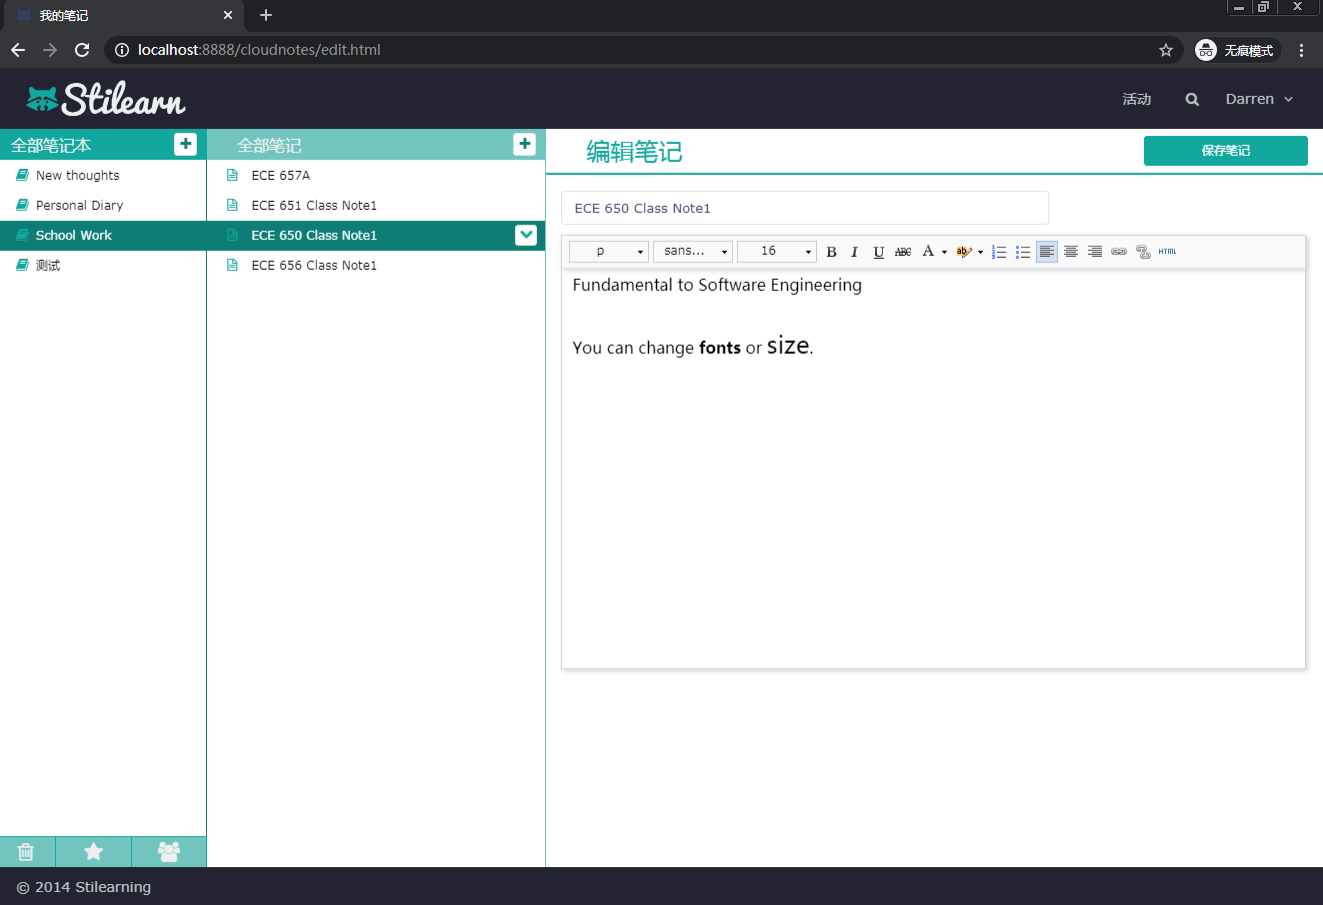 我的笔记
localhost:8888/cloudnotes/edit.html
无痕模式
Stilearn
活动
Darren
全部笔记本
New thoughts
Personal Diary
School Work
测试
全部笔记
ECE 657A
ECE 651 Class Note1
ECE 650 Class Note1
ECE 656 Class Note1
编辑笔记
保存笔记
ECE 650 Class Note1
p sans... 16 B I U ABC A ab HTML
Fundamental to Software Engineering
You can change fonts or size.
© 2014 Stilearning